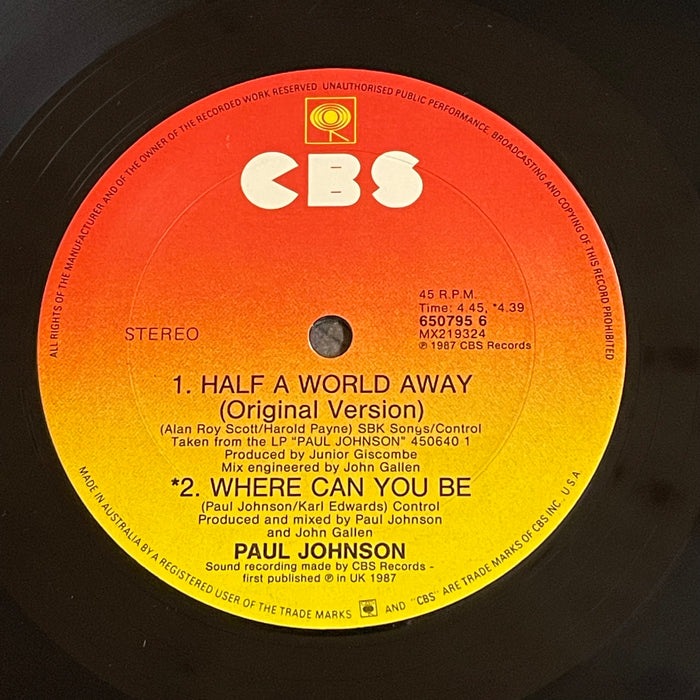 ALL RIGHTS OF THE MANUFACTURER AND OF THE OWNER OF THE RECORDED WORK RESERVED. UNAUTHORISED PUBLIC PERFORMANCE, BROADCASTING AND COPYING OF THIS RECORD PROHIBITED
CBS
45 R.P.M.
Time: 4.45, *4.39
650795 6
MX219324
℗ 1987 CBS Records
STEREO
1. HALF A WORLD AWAY
(Original Version)
(Alan Roy Scott/Harold Payne) SBK Songs/Control
Taken from the LP "PAUL JOHNSON" 450640 1
Produced by Junior Giscombe
Mix engineered by John Gallen
*2. WHERE CAN YOU BE
(Paul Johnson/Karl Edwards) Control
Produced and mixed by Paul Johnson
and John Gallen
PAUL JOHNSON
Sound recording made by CBS Records -
first published ℗ in UK 1987
MADE IN AUSTRALIA BY A REGISTERED USER OF THE TRADE MARKS AND "CBS" ARE TRADE MARKS OF CBS INC., U.S.A